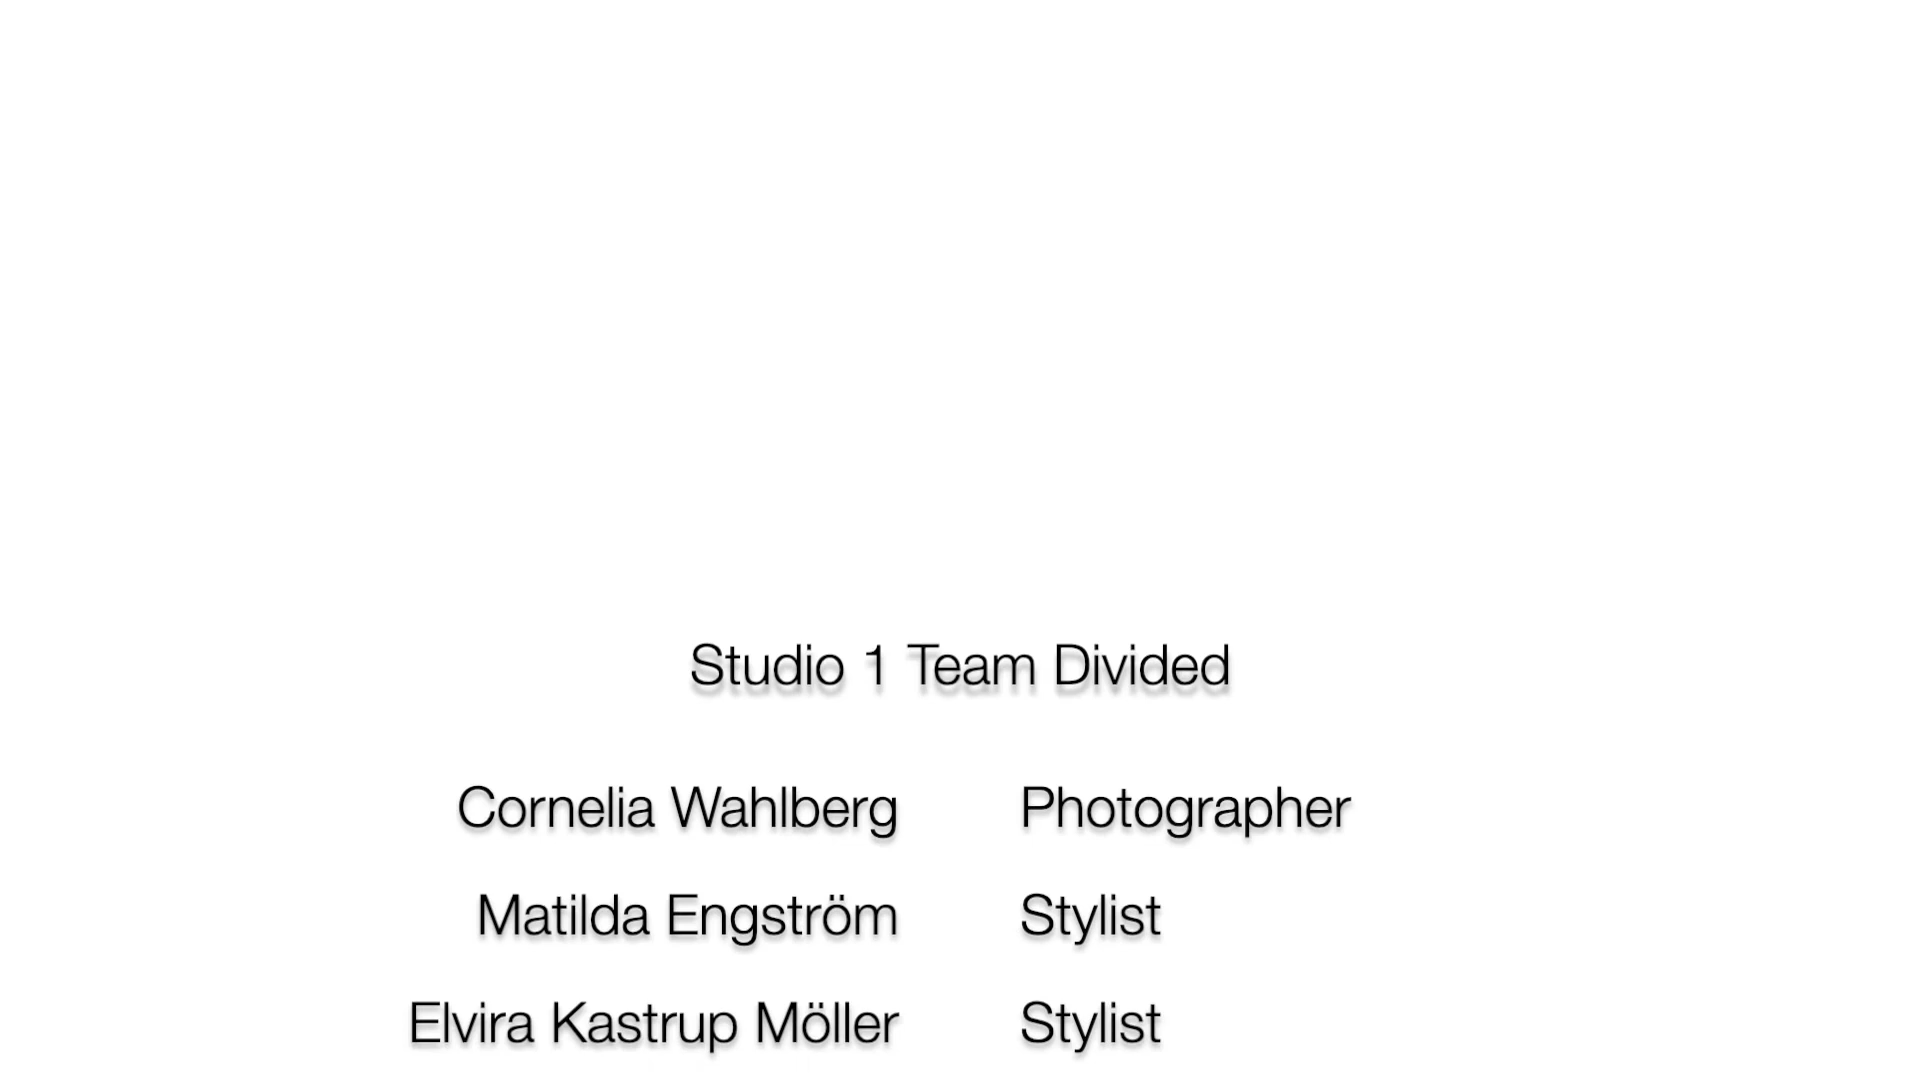 Studio 1 Team Divided
Cornelia Wahlberg Photographer
Matilda Engström Stylist
Elvira Kastrup Möller Stylist